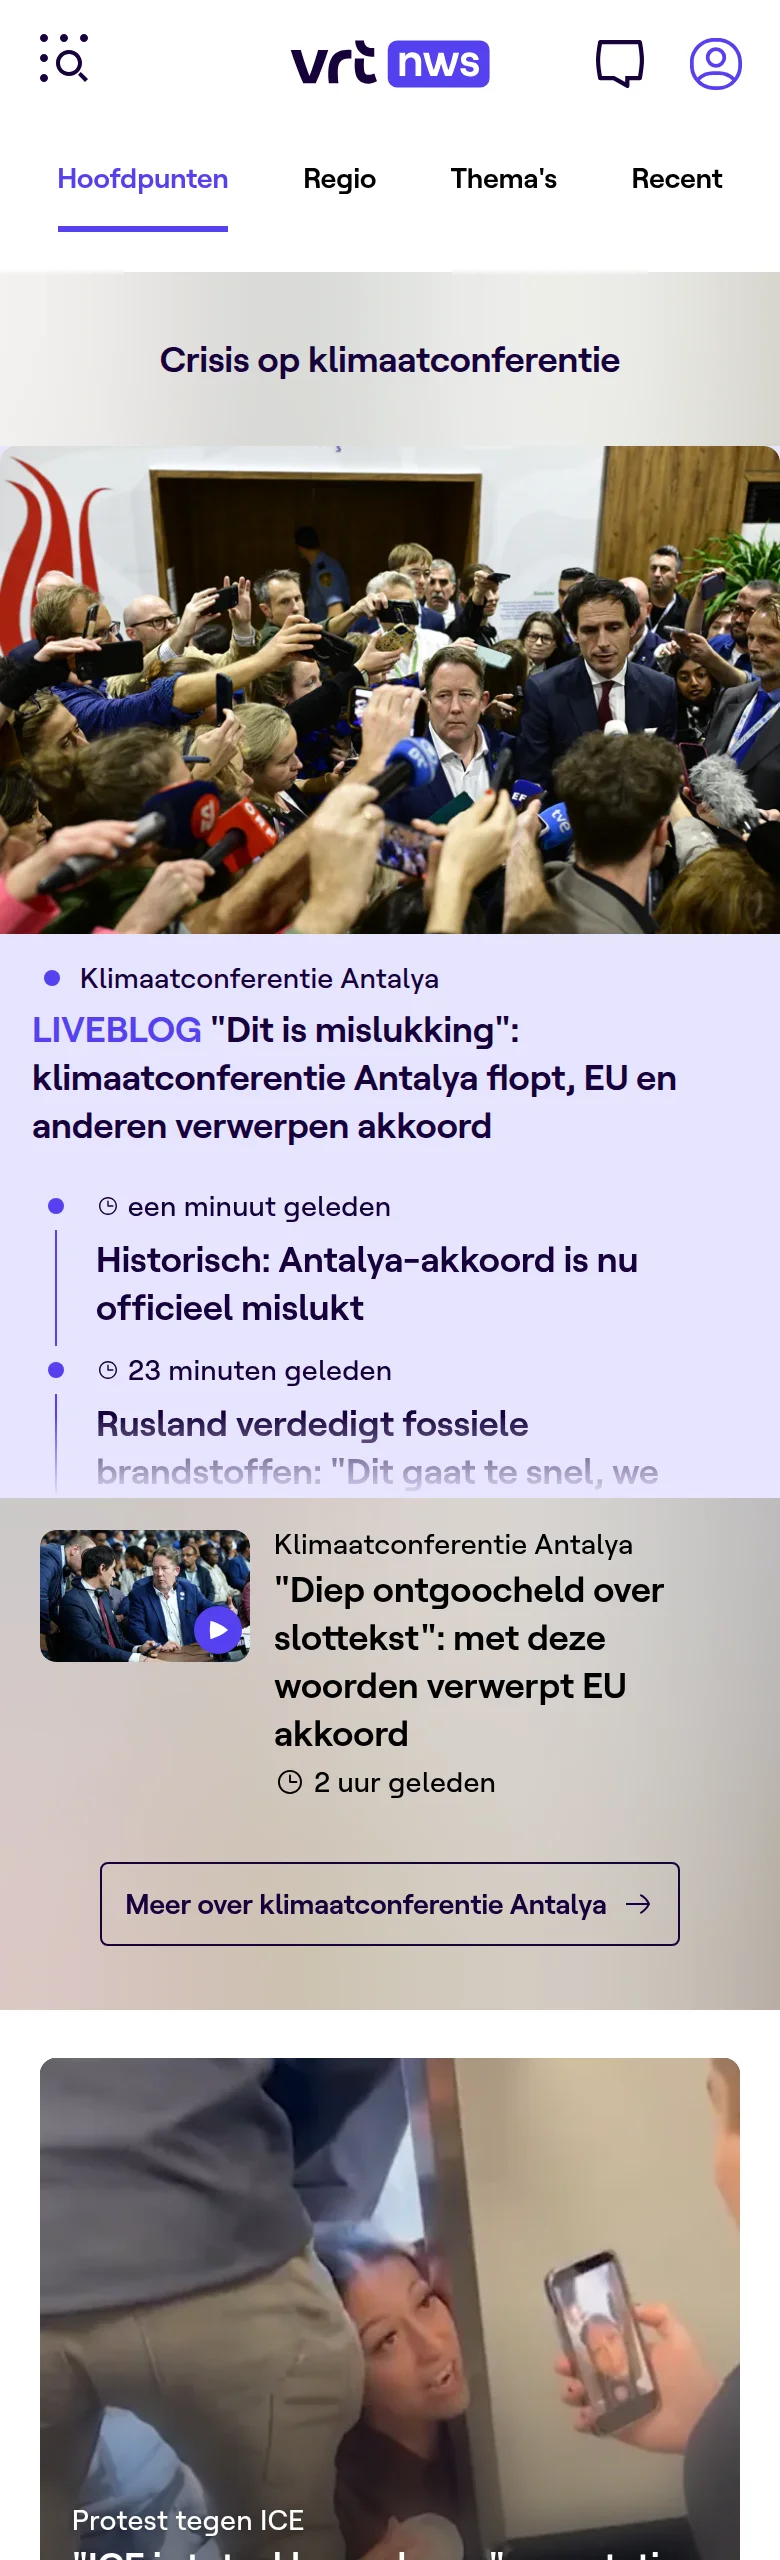 vrt nws
Hoofdpunten
Regio
Thema's
Recent
Crisis op klimaatconferentie
ORF
EF
tve
Klimaatconferentie Antalya
LIVEBLOG "Dit is mislukking":
klimaatconferentie Antalya flopt, EU en
anderen verwerpen akkoord
een minuut geleden
Historisch: Antalya-akkoord is nu
officieel mislukt
23 minuten geleden
Rusland verdedigt fossiele
brandstoffen: "Dit gaat te snel, we
Klimaatconferentie Antalya
"Diep ontgoocheld over
slottekst": met deze
woorden verwerpt EU
akkoord
2 uur geleden
Meer over klimaatconferentie Antalya
Protest tegen ICE